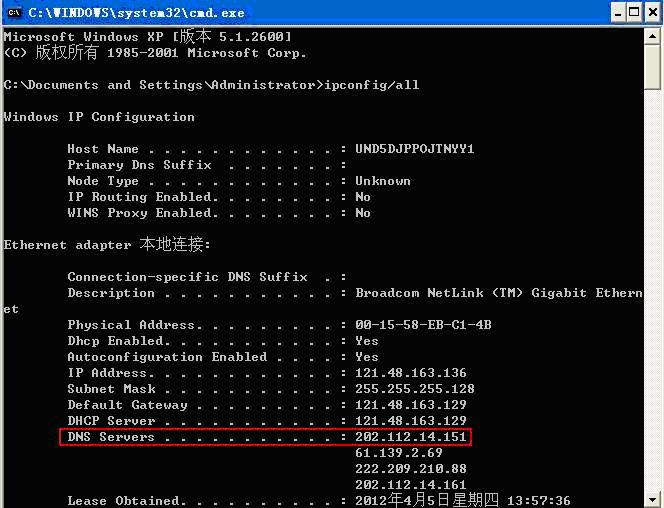 C:\WINDOWS\system32\cmd.exe
Microsoft Windows XP [版本 5.1.2600]
(C) 版权所有 1985-2001 Microsoft Corp.
C:\Documents and Settings\Administrator>ipconfig/all
Windows IP Configuration
Host Name . . . . . . . . . . . . : UND5DJPPOJTNYY1
Primary Dns Suffix  . . . . . . . :
Node Type . . . . . . . . . . . . : Unknown
IP Routing Enabled. . . . . . . . : No
WINS Proxy Enabled. . . . . . . . : No
Ethernet adapter 本地连接:
Connection-specific DNS Suffix  . :
Description . . . . . . . . . . . : Broadcom NetLink (TM) Gigabit Ethern
et
Physical Address. . . . . . . . . : 00-15-58-EB-C1-4B
Dhcp Enabled. . . . . . . . . . . : Yes
Autoconfiguration Enabled . . . . : Yes
IP Address. . . . . . . . . . . . : 121.48.163.136
Subnet Mask . . . . . . . . . . . : 255.255.255.128
Default Gateway . . . . . . . . . : 121.48.163.129
DHCP Server . . . . . . . . . . . : 121.48.163.129
DNS Servers . . . . . . . . . . . : 202.112.14.151
61.139.2.69
222.209.210.88
202.112.14.161
Lease Obtained. . . . . . . . . . : 2012年4月5日星期四 13:57:36